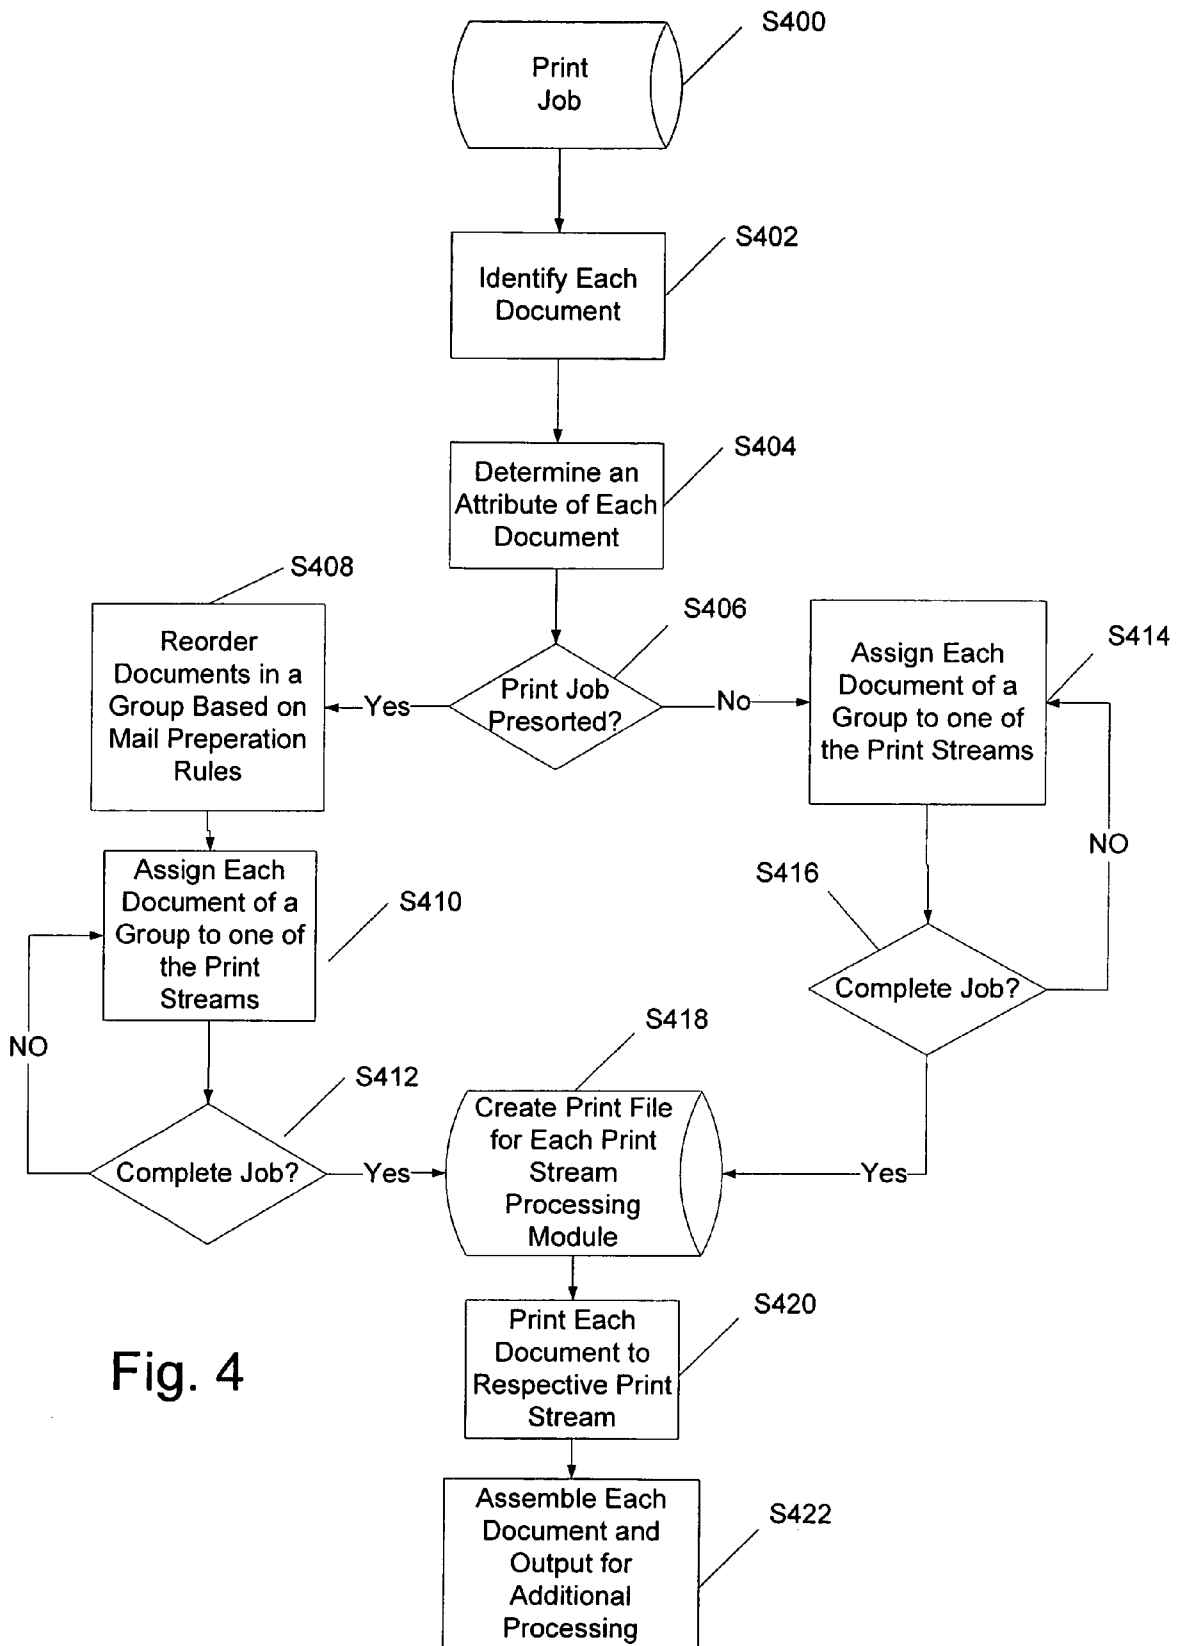 S400
Print
Job
S402
Identify Each
Document
S404
Determine an
Attribute of Each
Document
S408
Reorder
Documents in a
Group Based on
Mail Preperation
Rules
Yes
S406
Print Job
Presorted?
No
S414
Assign Each
Document of a
Group to one of
the Print Streams
NO
S416
Complete Job?
Yes
S410
Assign Each
Document of a
Group to one of
the Print
Streams
NO
S412
Complete Job?
Yes
S418
Create Print File
for Each Print
Stream
Processing
Module
S420
Print Each
Document to
Respective Print
Stream
Fig. 4
S422
Assemble Each
Document and
Output for
Additional
Processing